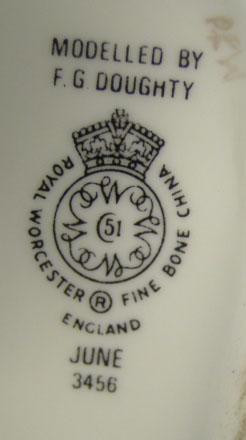 MODELLED BY
F.G. DOUGHTY
ROYAL WORCESTER ® FINE BONE CHINA
51
ENGLAND
JUNE
3456